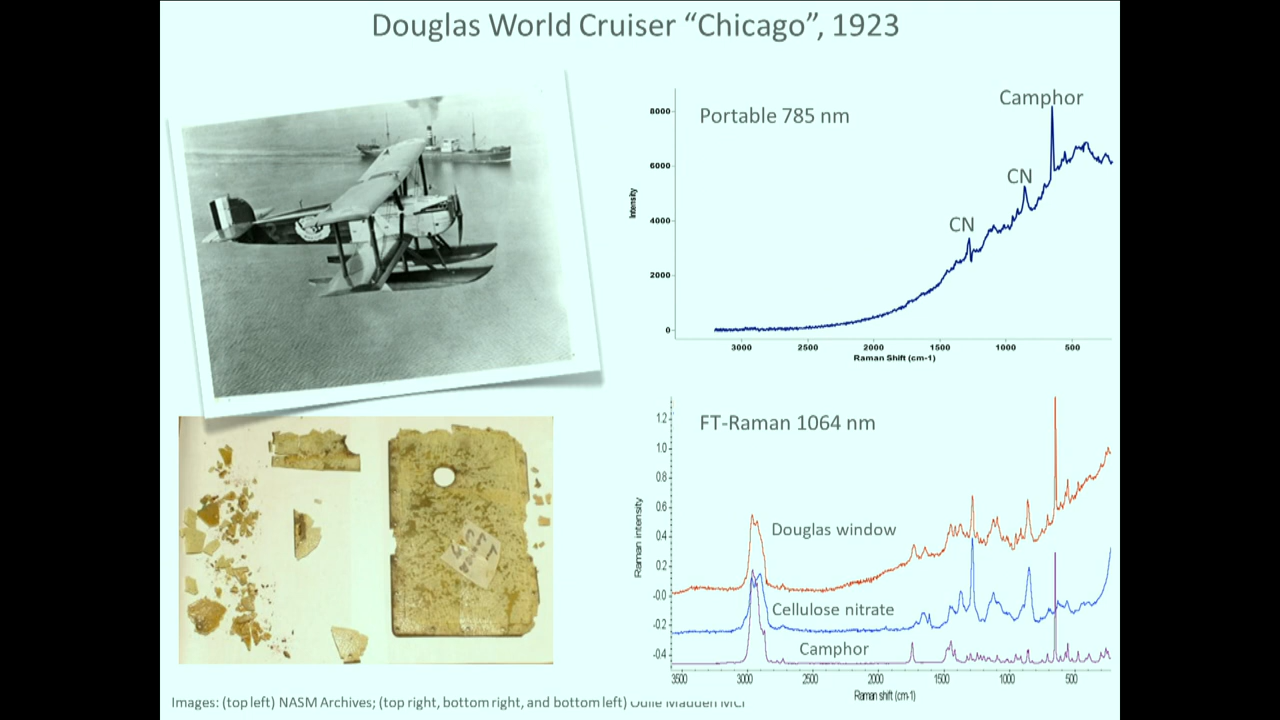 Douglas World Cruiser “Chicago”, 1923
Portable 785 nm
Camphor
CN
CN
8000
6000
4000
2000
0
Intensity
3000 2500 2000 1500 1000 500
Raman Shift (cm-1)
FT-Raman 1064 nm
Douglas window
Cellulose nitrate
Camphor
1.2
1.0
0.8
0.6
0.4
0.2
-0.0
-0.2
-0.4
Raman intensity
3500 3000 2500 2000 1500 1000 500
Raman shift (cm-1)
Images: (top left) NASM Archives; (top right, bottom right, and bottom left) Odile Madden MCI